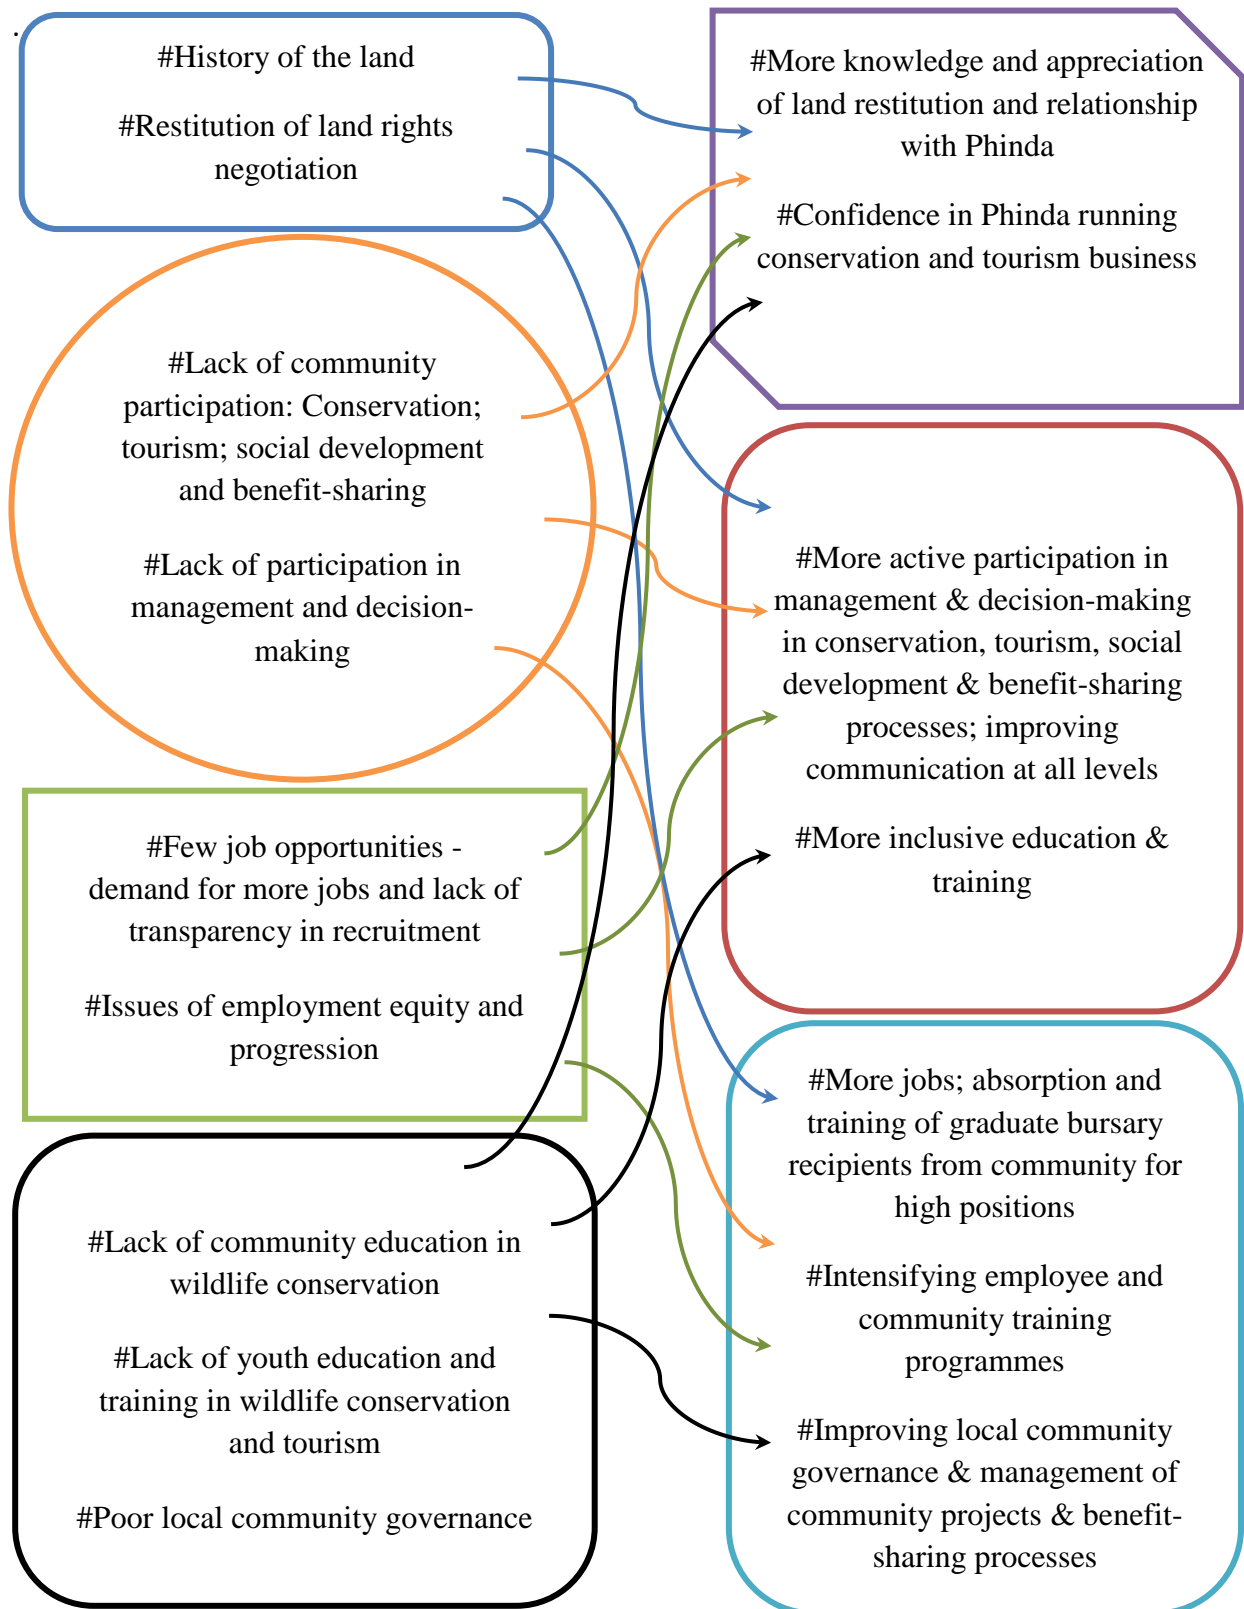 .
#History of the land
#Restitution of land rights
negotiation
#Lack of community
participation: Conservation;
tourism; social development
and benefit-sharing
#Lack of participation in
management and decision-
making
#Few job opportunities -
demand for more jobs and lack of
transparency in recruitment
#Issues of employment equity and
progression
#Lack of community education in
wildlife conservation
#Lack of youth education and
training in wildlife conservation
and tourism
#Poor local community governance
#More knowledge and appreciation
of land restitution and relationship
with Phinda
#Confidence in Phinda running
conservation and tourism business
#More active participation in
management & decision-making
in conservation, tourism, social
development & benefit-sharing
processes; improving
communication at all levels
#More inclusive education &
training
#More jobs; absorption and
training of graduate bursary
recipients from community for
high positions
#Intensifying employee and
community training
programmes
#Improving local community
governance & management of
community projects & benefit-
sharing processes